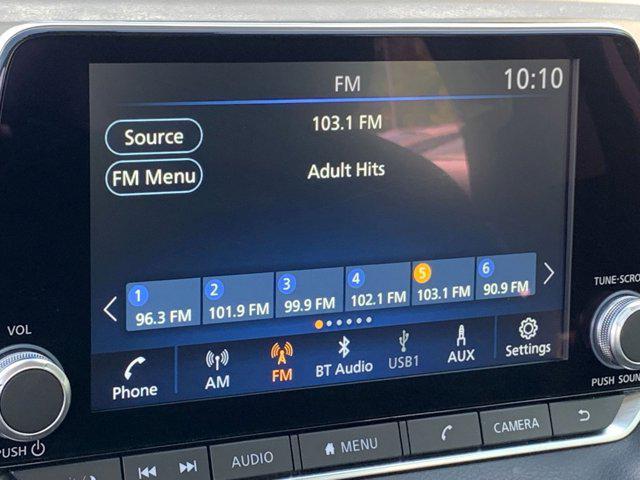 FM
10:10
Source
103.1 FM
FM Menu
Adult Hits
1
96.3 FM
2
101.9 FM
3
99.9 FM
4
102.1 FM
5
103.1 FM
6
90.9 FM
Phone
AM
FM
BT Audio
USB1
AUX
Settings
VOL
PUSH
TUNE-SCRO
PUSH SOUN
AUDIO
MENU
CAMERA